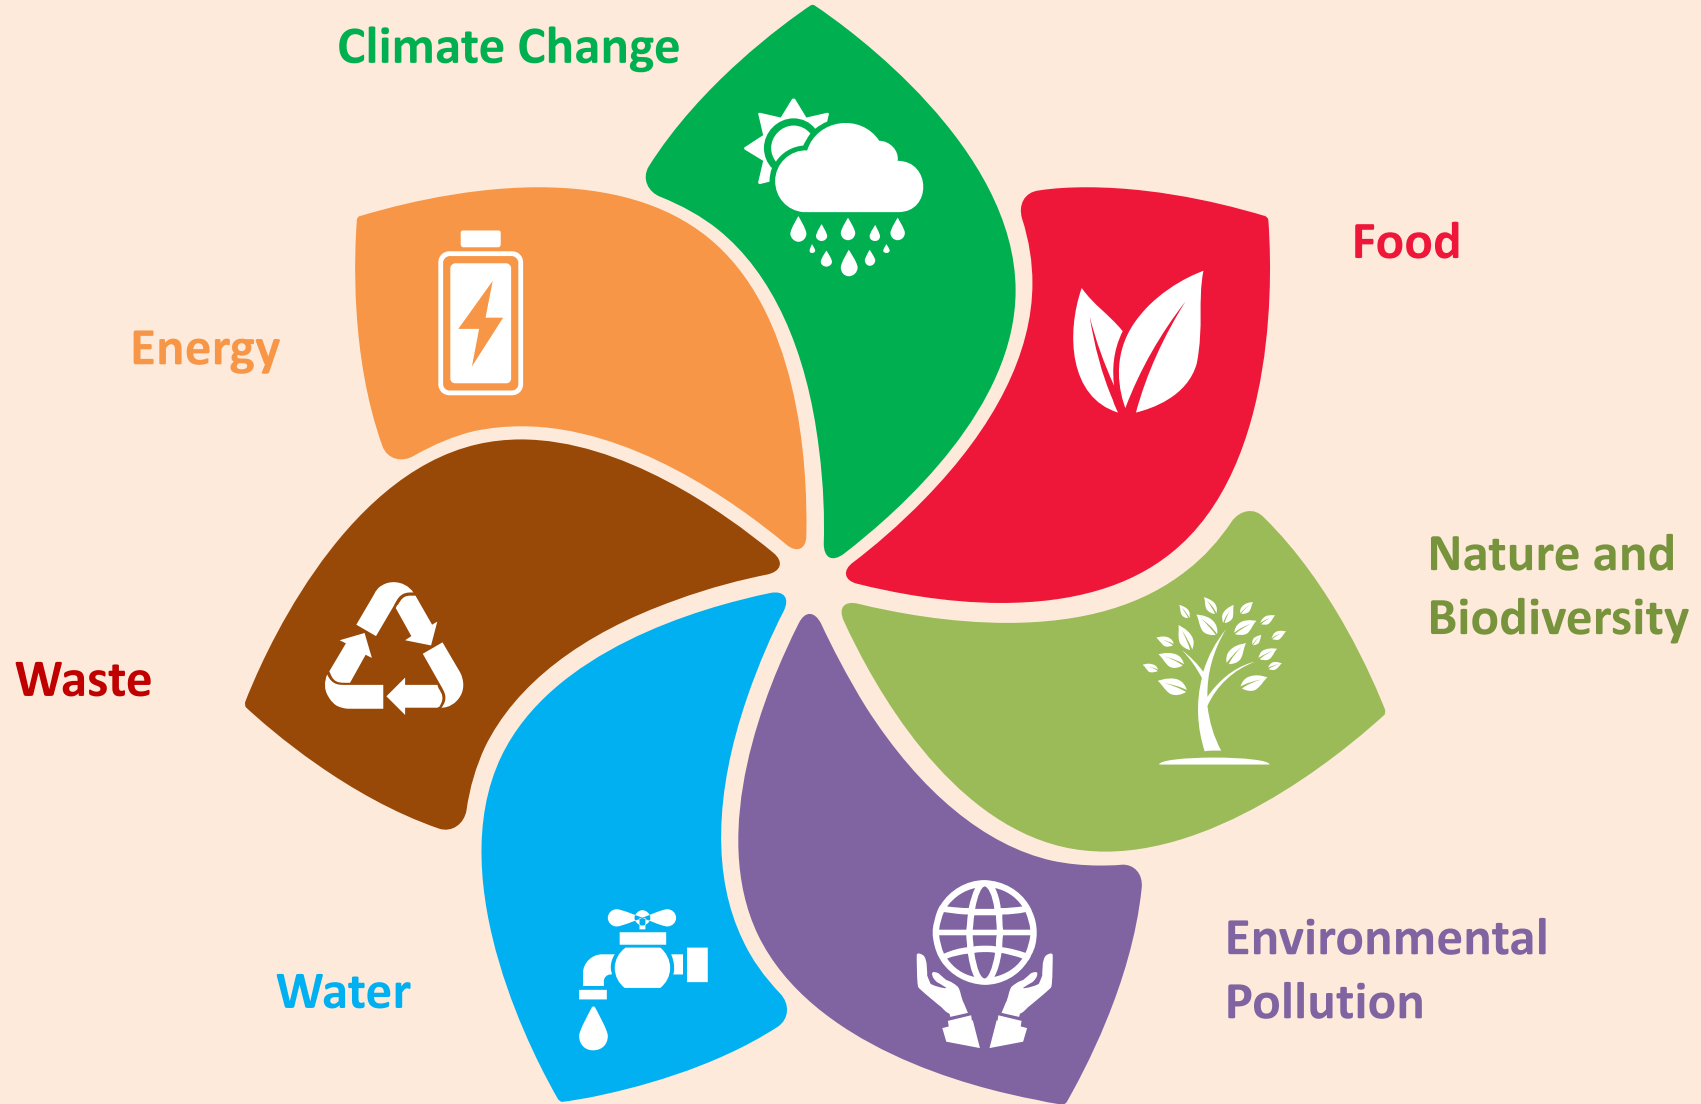 Climate Change
Food
Energy
Nature and
Biodiversity
Waste
Environmental
Pollution
Water